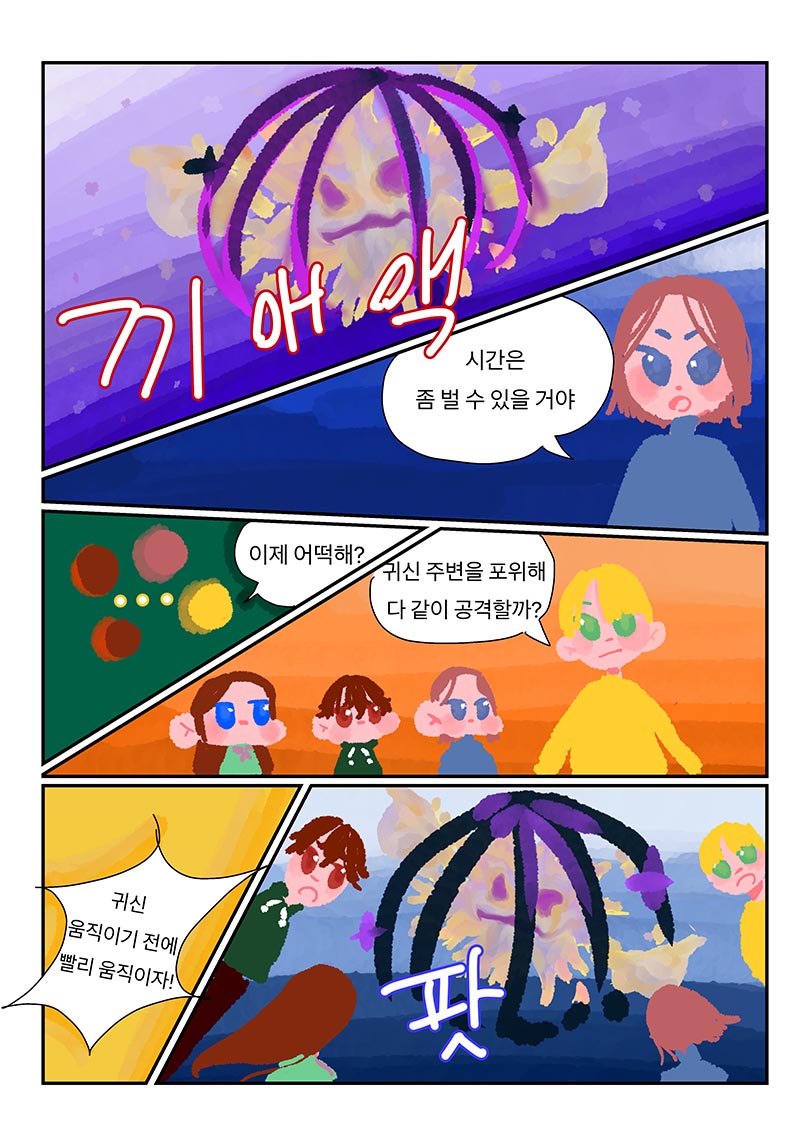 끼애액
시간은
좀 벌 수 있을 거야
이제 어떡해?
귀신 주변을 포위해
다 같이 공격할까?
귀신
움직이기 전에
빨리 움직이자!
팟